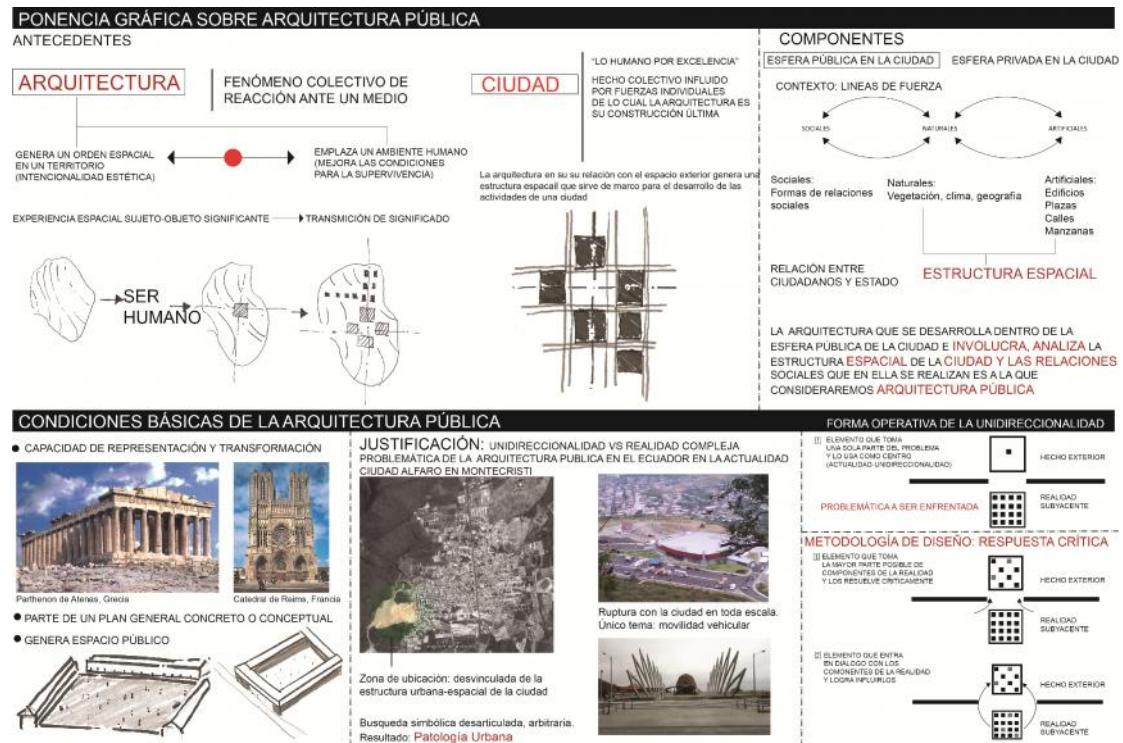 PONENCIA GRÁFICA SOBRE ARQUITECTURA PÚBLICA
ANTECEDENTES
ARQUITECTURA
FENÓMENO COLECTIVO DE
REACCIÓN ANTE UN MEDIO
GENERA UN ORDEN ESPACIAL
EN UN TERRITORIO
(INTENCIONALIDAD ESTÉTICA)
EMPLAZA UN AMBIENTE HUMANO
(MEJORA LAS CONDICIONES
PARA LA SUPERVIVENCIA)
EXPERIENCIA ESPACIAL SUJETO-OBJETO SIGNIFICANTE
TRANSMICIÓN DE SIGNIFICADO
SER
HUMANO
CIUDAD
"LO HUMANO POR EXCELENCIA"
HECHO COLECTIVO INFLUIDO
POR FUERZAS INDIVIDUALES
DE LO CUAL LA ARQUITECTURA ES
SU CONSTRUCCIÓN ÚLTIMA
La arquitectura en su su relación con el espacio exterior genera una
estructura espacail que sirve de marco para el desarrollo de las
actividades de una ciudad
COMPONENTES
ESFERA PÚBLICA EN LA CIUDAD
ESFERA PRIVADA EN LA CIUDAD
CONTEXTO: LINEAS DE FUERZA
SOCIALES
NATURALES
ARTIFICIALES
Sociales:
Formas de relaciones
sociales
Naturales:
Vegetación, clima, geografia
Artificiales:
Edificios
Plazas
Calles
Manzanas
RELACIÓN ENTRE
CIUDADANOS Y ESTADO
ESTRUCTURA ESPACIAL
LA ARQUITECTURA QUE SE DESARROLLA DENTRO DE LA
ESFERA PÚBLICA DE LA CIUDAD E INVOLUCRA, ANALIZA LA
ESTRUCTURA ESPACIAL DE LA CIUDAD Y LAS RELACIONES
SOCIALES QUE EN ELLA SE REALIZAN ES A LA QUE
CONSIDERAREMOS ARQUITECTURA PÚBLICA
CONDICIONES BÁSICAS DE LA ARQUITECTURA PÚBLICA
CAPACIDAD DE REPRESENTACIÓN Y TRANSFORMACIÓN
Parthenon de Atenas, Grecia
Catedral de Reims, Francia
PARTE DE UN PLAN GENERAL CONCRETO O CONCEPTUAL
GENERA ESPACIO PÚBLICO
JUSTIFICACIÓN: UNIDIRECCIONALIDAD VS REALIDAD COMPLEJA
PROBLEMÁTICA DE LA ARQUITECTURA PUBLICA EN EL ECUADOR EN LA ACTUALIDAD
CIUDAD ALFARO EN MONTECRISTI
Zona de ubicación: desvinculada de la
estructura urbana-espacial de la ciudad
Busqueda simbólica desarticulada, arbitraria.
Resultado: Patología Urbana
Ruptura con la ciudad en toda escala.
Único tema: movilidad vehicular
FORMA OPERATIVA DE LA UNIDIRECCIONALIDAD
[1] ELEMENTO QUE TOMA
UNA SOLA PARTE DEL PROBLEMA
Y LO USA COMO CENTRO
(ACTUALIDAD-UNIDIRECCIONALIDAD)
HECHO EXTERIOR
PROBLEMÁTICA A SER ENFRENTADA
REALIDAD
SUBYACENTE
METODOLOGÍA DE DISEÑO: RESPUESTA CRÍTICA
[1] ELEMENTO QUE TOMA
LA MAYOR PARTE POSIBLE DE
COMPONENTES DE LA REALIDAD
Y LOS RESUELVE CRITICAMENTE
HECHO EXTERIOR
REALIDAD
SUBYACENTE
[2] ELEMENTO QUE ENTRA
EN DIÁLOGO CON LOS
COMONENTES DE LA REALIDAD
Y LOGRA INFLUIRLOS
HECHO EXTERIOR
REALIDAD
SUBYACENTE